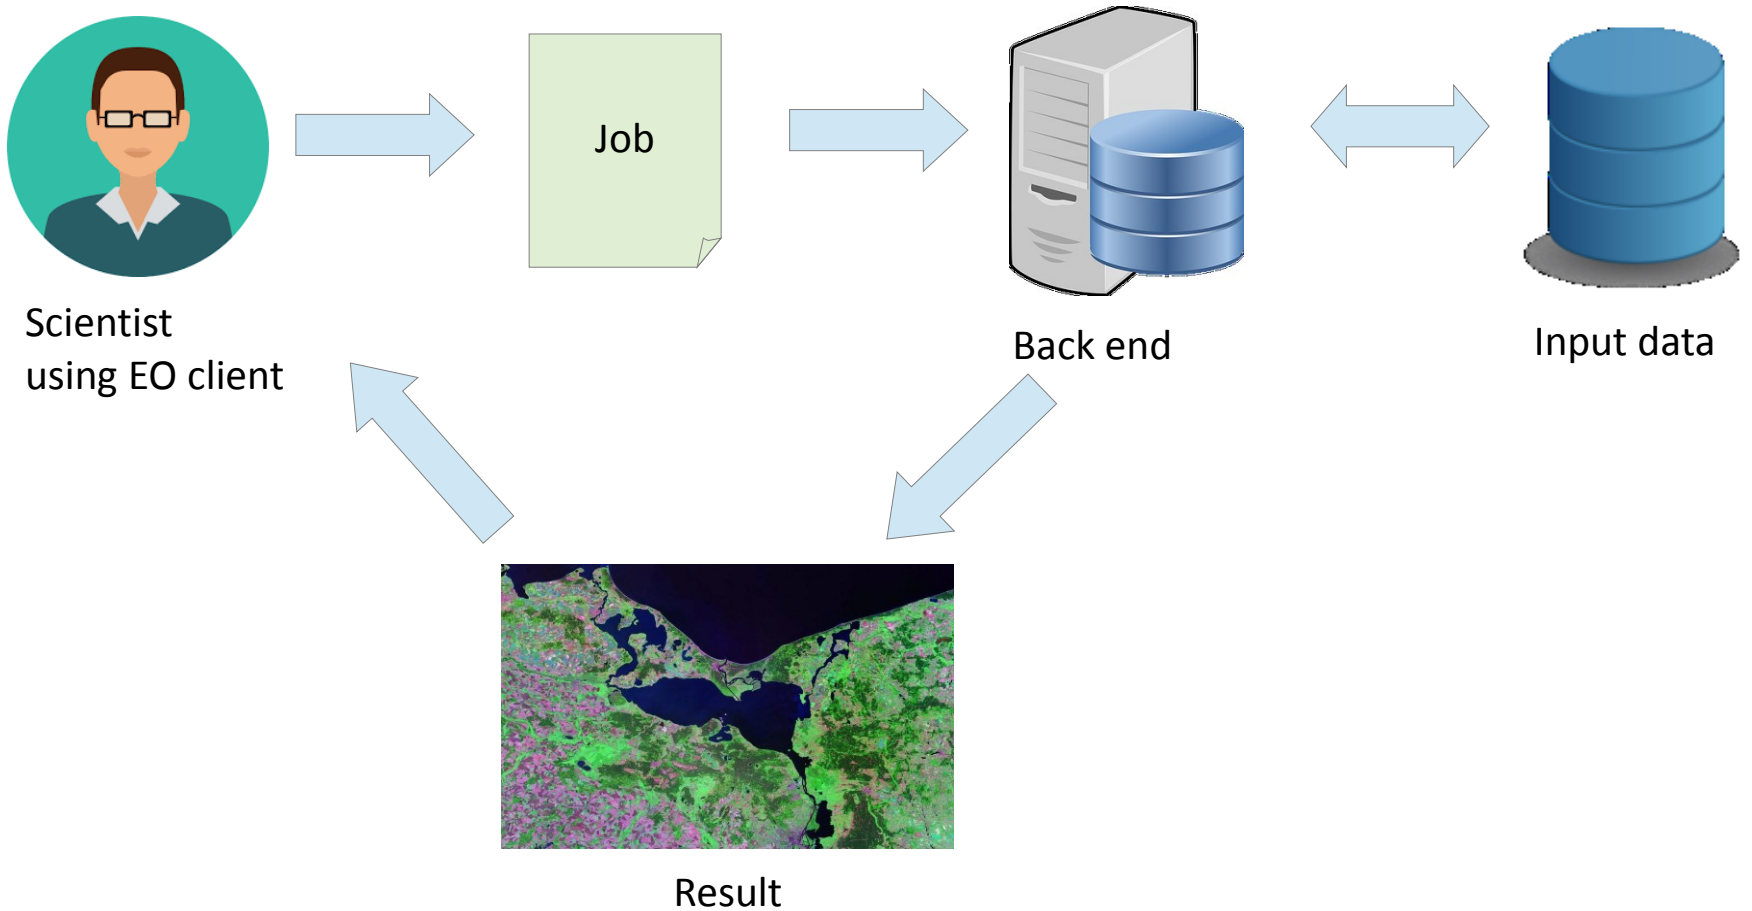 Job
Scientist
using EO client
Back end
Input data
Result